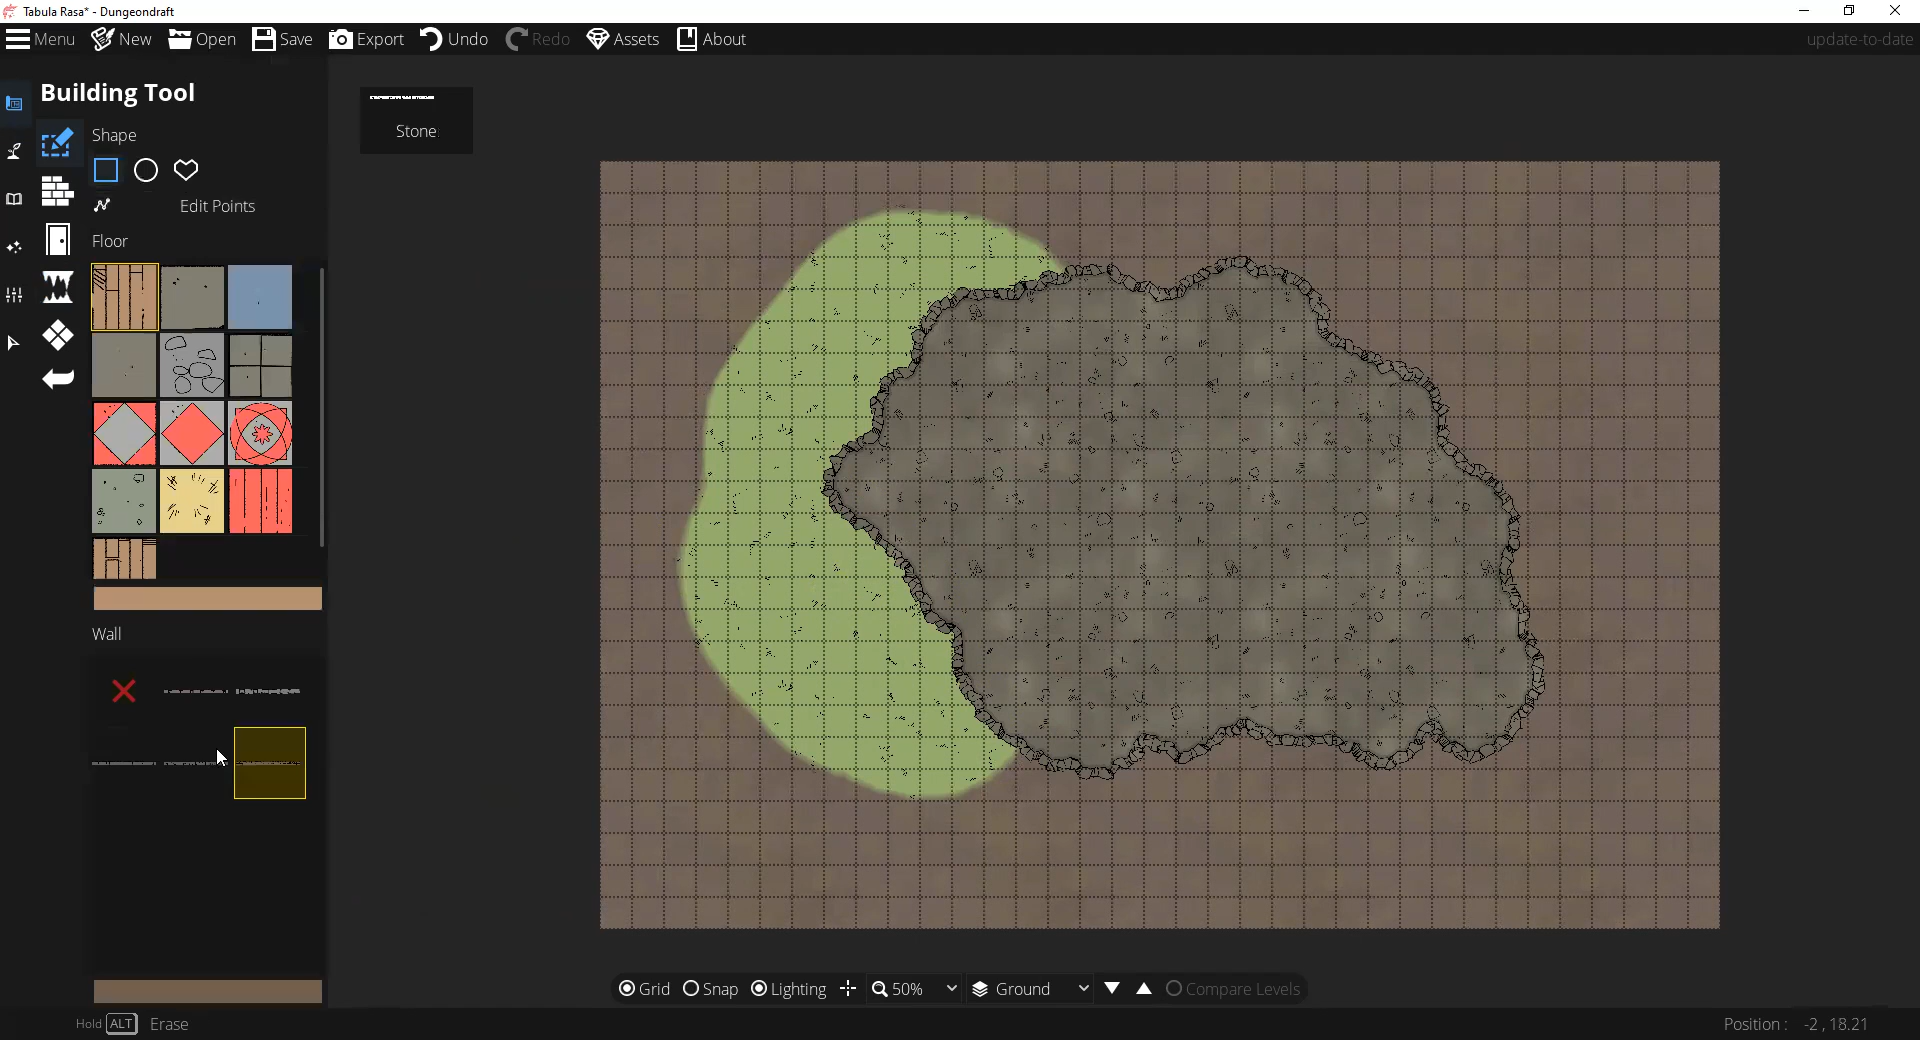 Tabula Rasa* - Dungeondraft
Menu New Open Save Export Undo Redo Assets About update-to-date
Building Tool
Shape
Edit Points
Floor
Wall
Stone
Grid Snap Lighting 50% Ground Compare Levels
Hold ALT Erase Position : -2 , 18.21